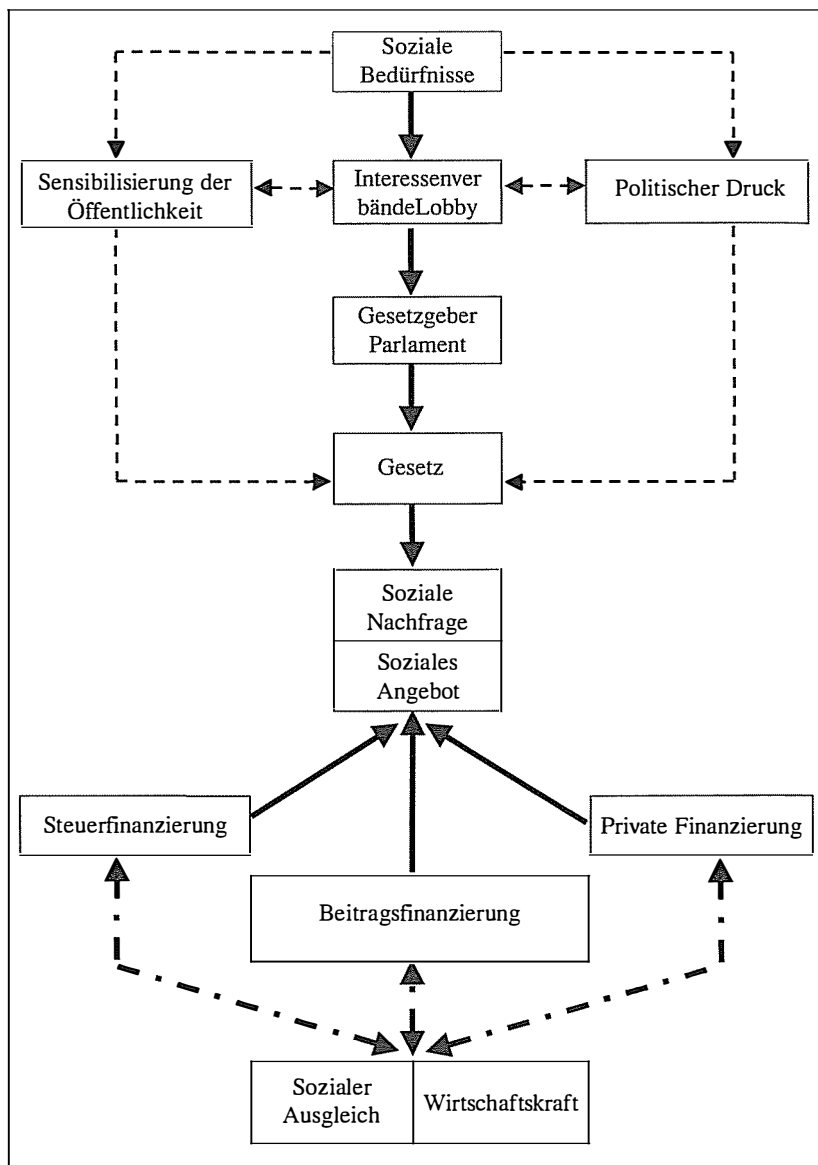 Soziale
Bedürfnisse
Sensibilisierung der
Öffentlichkeit
Interessenver
bändeLobby
Politischer Druck
Gesetzgeber
Parlament
Gesetz
Soziale
Nachfrage
Soziales
Angebot
Steuerfinanzierung
Private Finanzierung
Beitragsfinanzierung
Sozialer
Ausgleich
Wirtschaftskraft